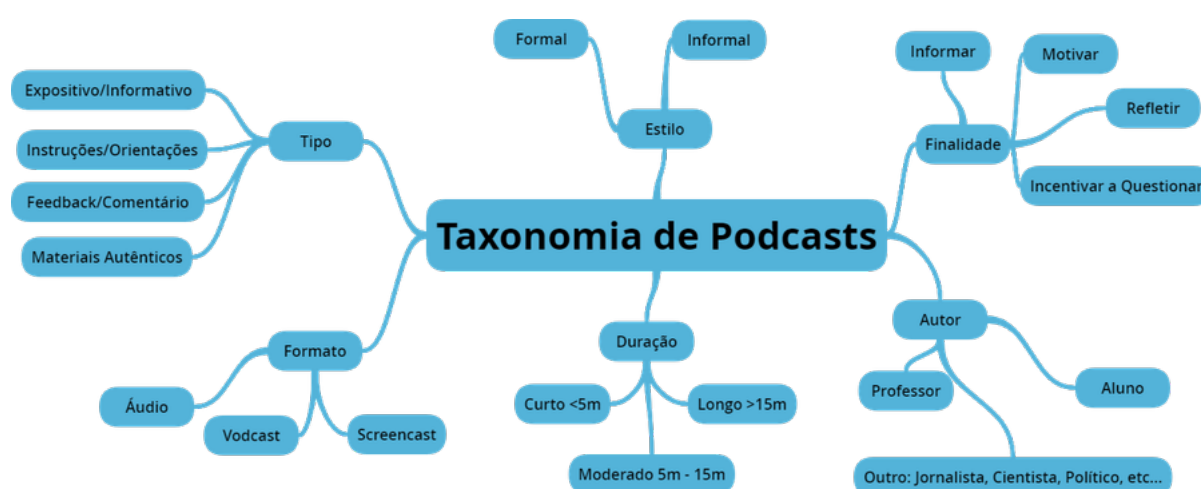 Formal
Informal
Informar
Motivar
Expositivo/Informativo
Refletir
Tipo
Estilo
Finalidade
Instruções/Orientações
Incentivar a Questionar
Feedback/Comentário
Taxonomia de Podcasts
Materiais Autênticos
Autor
Formato
Duração
Professor
Aluno
Áudio
Curto <5m
Longo >15m
Vodcast
Screencast
Moderado 5m - 15m
Outro: Jornalista, Cientista, Político, etc...